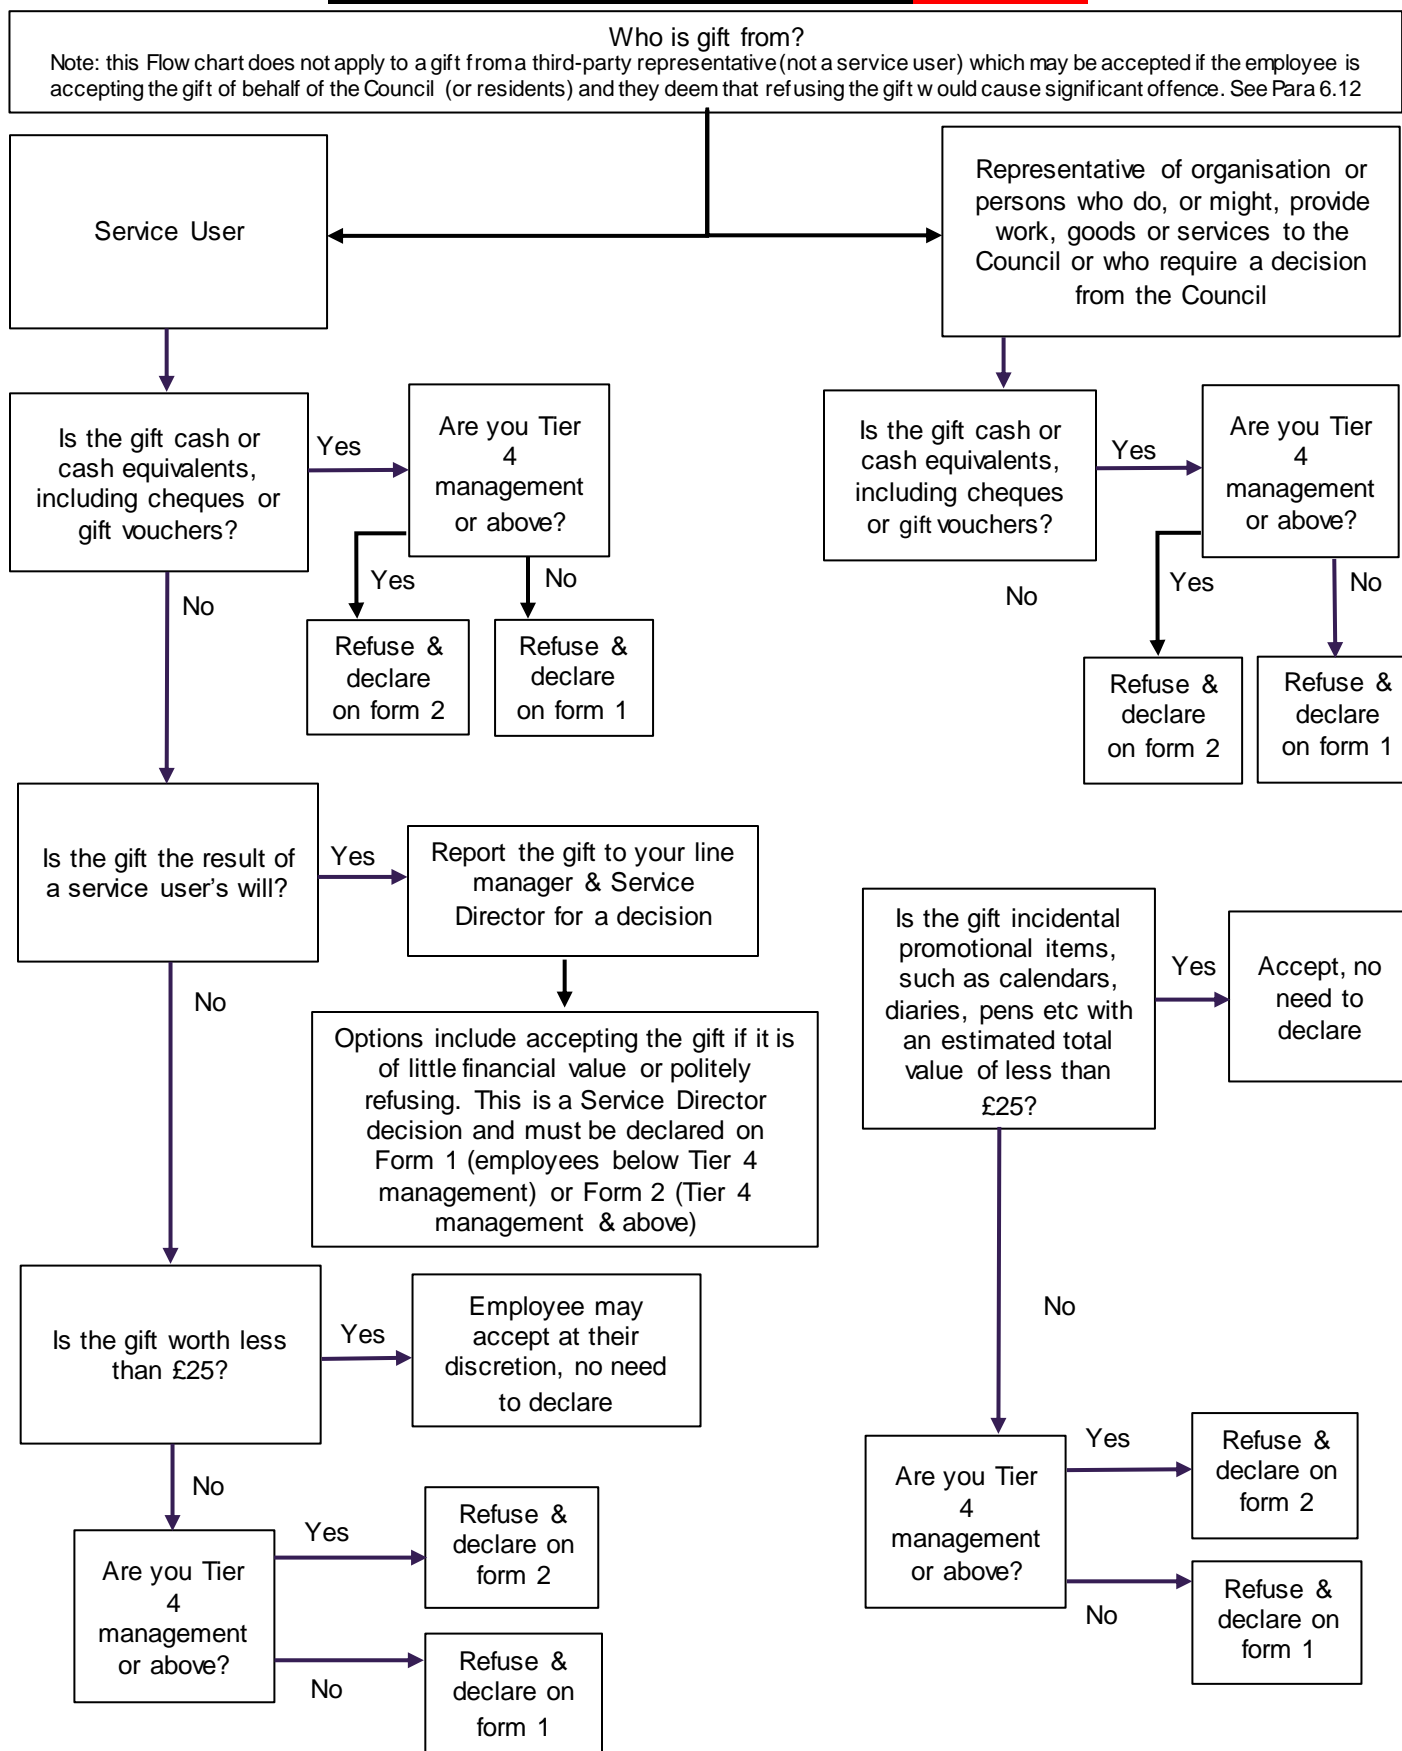 Who is gift from?
Note: this Flow chart does not apply to a gift from a third-party representative (not a service user) which may be accepted if the employee is
accepting the gift of behalf of the Council (or residents) and they deem that refusing the gift would cause significant offence. See Para 6.12
Service User
Representative of organisation or
persons who do, or might, provide
work, goods or services to the
Council or who require a decision
from the Council
Is the gift cash or
cash equivalents,
including cheques or
gift vouchers?
Yes
Are you Tier
4
management
or above?
Yes
No
Refuse &
declare
on form 2
Refuse &
declare
on form 1
No
Is the gift cash or
cash equivalents,
including cheques
or gift vouchers?
Yes
Are you Tier
4
management
or above?
Yes
No
Refuse &
declare
on form 2
Refuse &
declare
on form 1
No
Is the gift the result of
a service user's will?
Yes
Report the gift to your line
manager & Service
Director for a decision
Options include accepting the gift if it is
of little financial value or politely
refusing. This is a Service Director
decision and must be declared on
Form 1 (employees below Tier 4
management) or Form 2 (Tier 4
management & above)
No
Is the gift incidental
promotional items,
such as calendars,
diaries, pens etc with
an estimated total
value of less than
£25?
Yes
Accept, no
need to
declare
No
Is the gift worth less
than £25?
Yes
Employee may
accept at their
discretion, no need
to declare
No
Are you Tier
4
management
or above?
Yes
Refuse &
declare on
form 2
No
Refuse &
declare on
form 1
Are you Tier
4
management
or above?
Yes
Refuse &
declare on
form 2
No
Refuse &
declare on
form 1